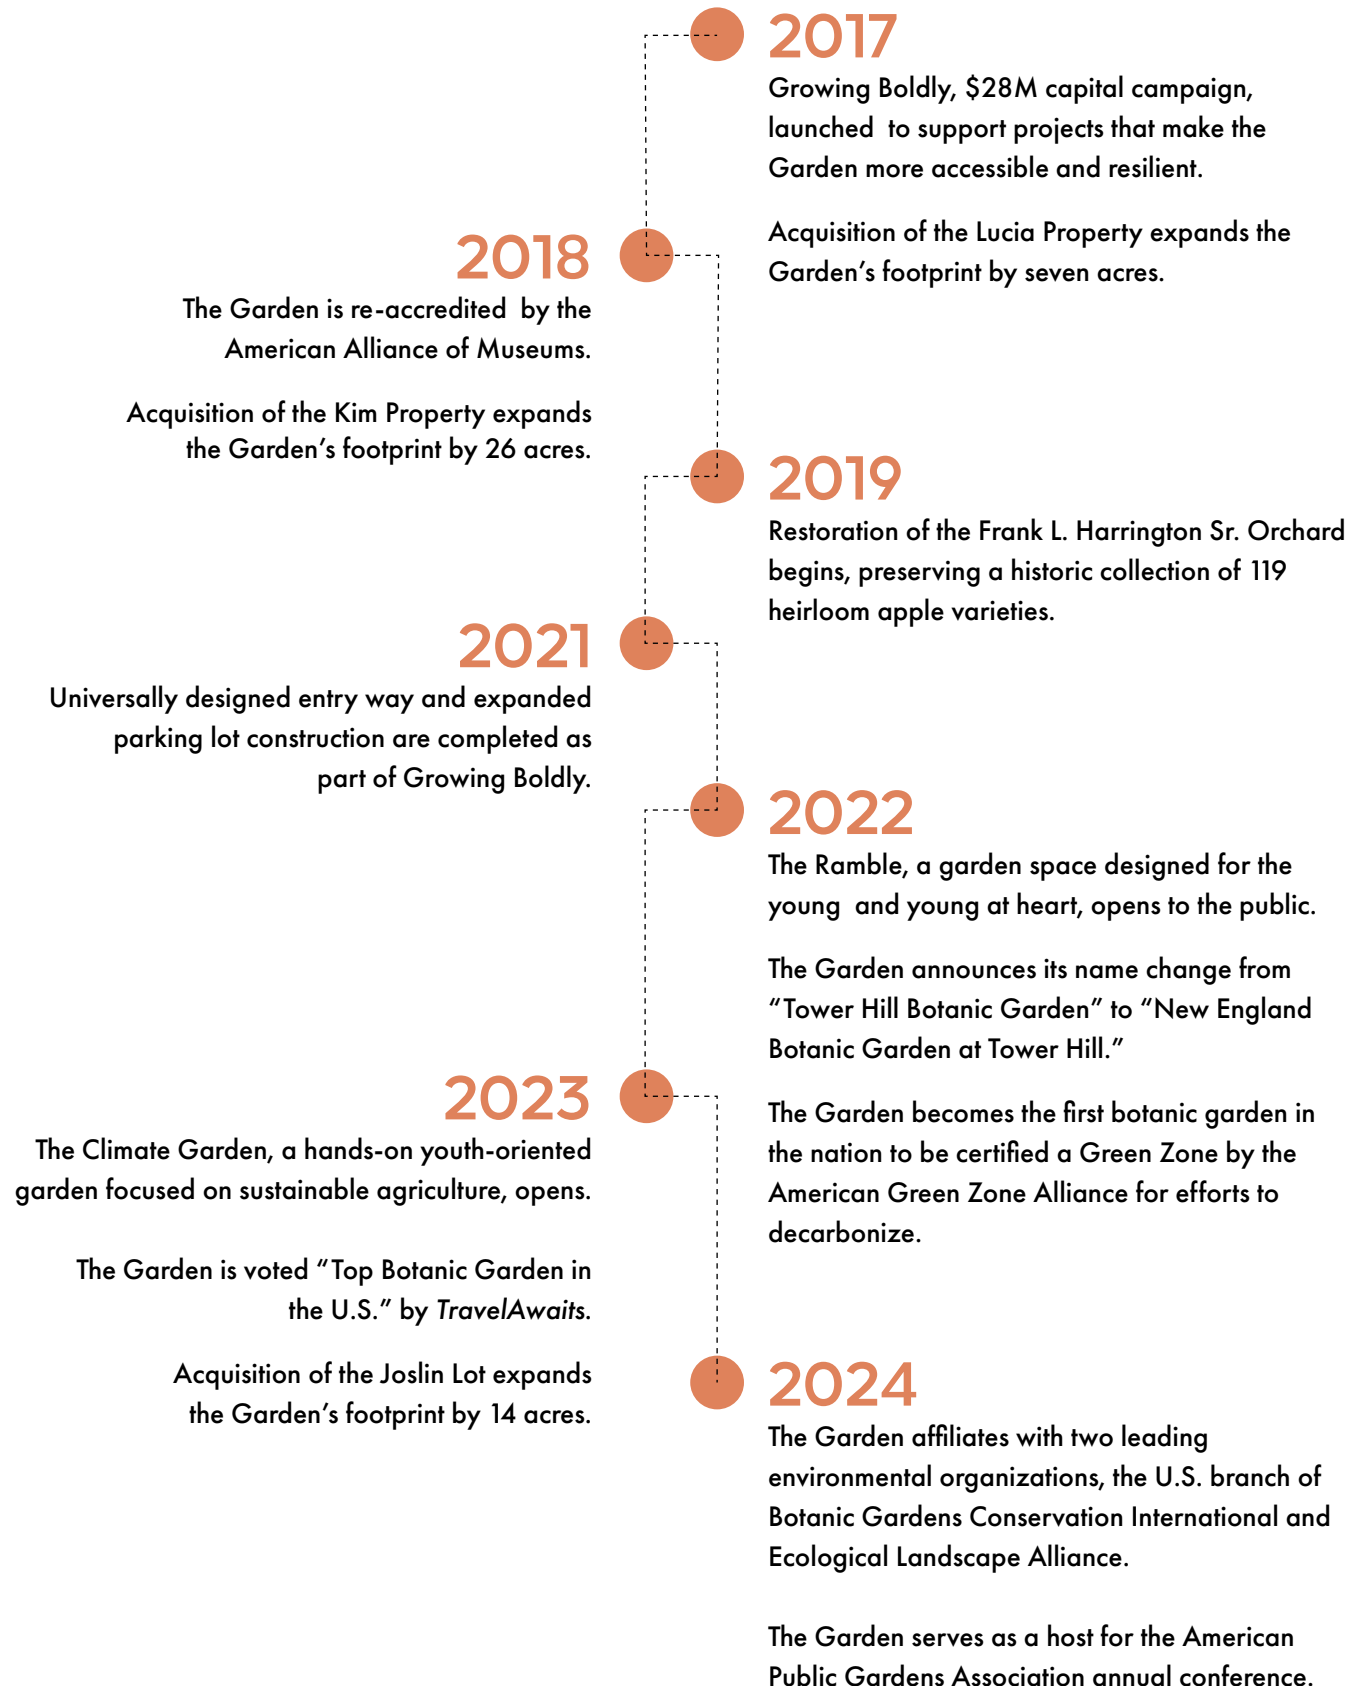 2017
Growing Boldly, $28M capital campaign,
launched to support projects that make the
Garden more accessible and resilient.
Acquisition of the Lucia Property expands the
Garden’s footprint by seven acres.
2018
The Garden is re-accredited by the
American Alliance of Museums.
Acquisition of the Kim Property expands
the Garden’s footprint by 26 acres.
2019
Restoration of the Frank L. Harrington Sr. Orchard
begins, preserving a historic collection of 119
heirloom apple varieties.
2021
Universally designed entry way and expanded
parking lot construction are completed as
part of Growing Boldly.
2022
The Ramble, a garden space designed for the
young and young at heart, opens to the public.
The Garden announces its name change from
“Tower Hill Botanic Garden” to “New England
Botanic Garden at Tower Hill.”
The Garden becomes the first botanic garden in
the nation to be certified a Green Zone by the
American Green Zone Alliance for efforts to
decarbonize.
2023
The Climate Garden, a hands-on youth-oriented
garden focused on sustainable agriculture, opens.
The Garden is voted “Top Botanic Garden in
the U.S.” by TravelAwaits.
Acquisition of the Joslin Lot expands
the Garden’s footprint by 14 acres.
2024
The Garden affiliates with two leading
environmental organizations, the U.S. branch of
Botanic Gardens Conservation International and
Ecological Landscape Alliance.
The Garden serves as a host for the American
Public Gardens Association annual conference.